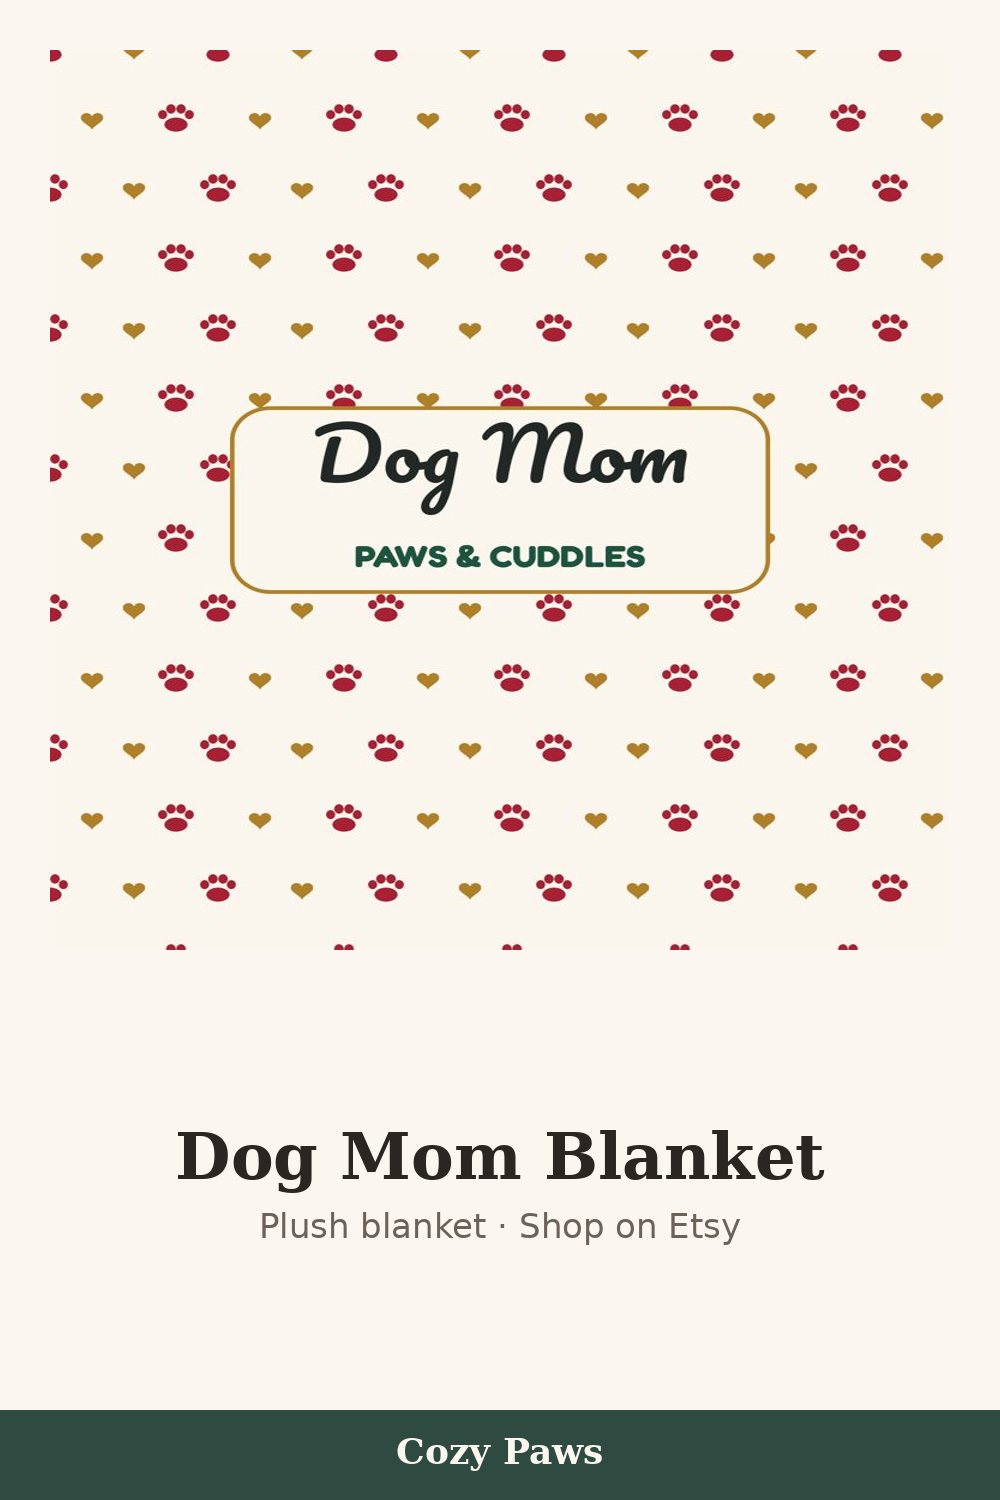 Dog Mom
PAWS & CUDDLES
Dog Mom Blanket
Plush blanket · Shop on Etsy
Cozy Paws